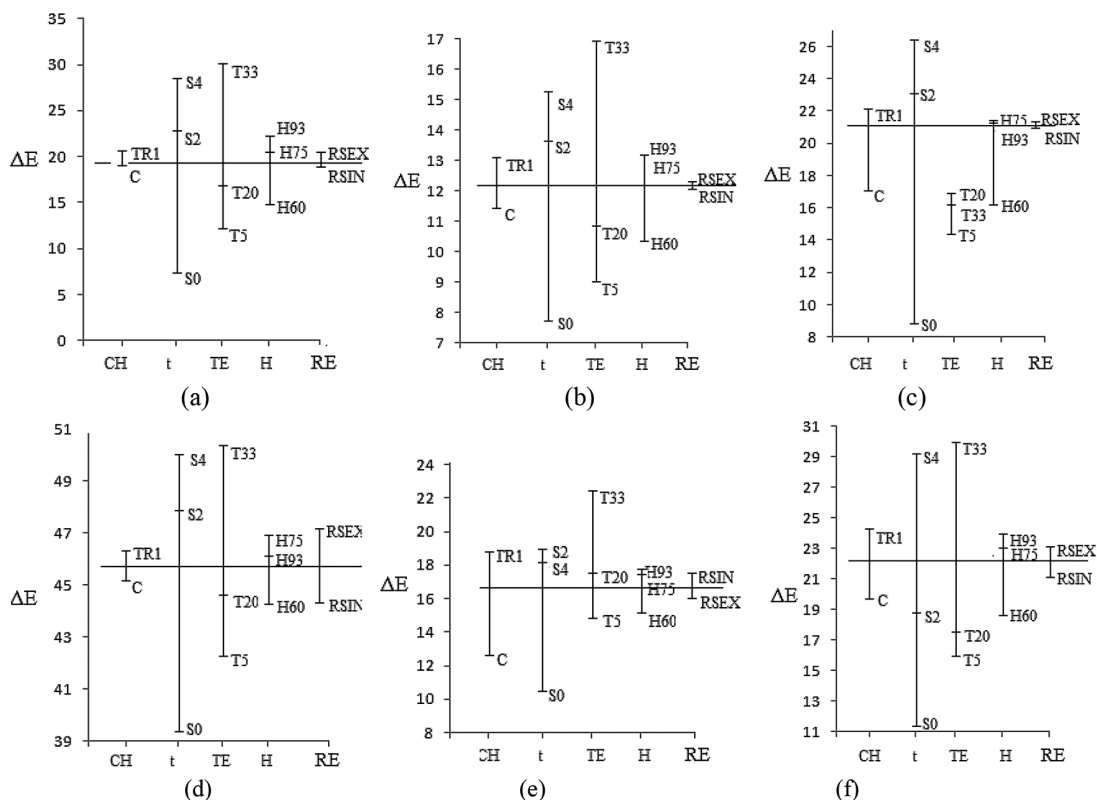 35
30
25
20
15
10
5
0
ΔE
TR1
C
S4
S2
S0
T33
T20
T5
H93
H75
H60
RSEX
RSIN
CH t TE H RE
(a)
17
16
15
14
13
12
11
10
9
8
7
ΔE
TR1
C
S4
S2
S0
T33
T20
T5
H93
H75
H60
RSEX
RSIN
CH t TE H RE
(b)
26
24
22
20
18
16
14
12
10
8
ΔE
TR1
C
S4
S2
S0
T20
T33
T5
H75
H93
H60
RSEX
RSIN
CH t TE H RE
(c)
51
49
47
45
43
41
39
ΔE
TR1
C
S4
S2
S0
T33
T20
T5
H75
H93
H60
RSEX
RSIN
CH t TE H RE
(d)
24
22
20
18
16
14
12
10
8
ΔE
TR1
C
S2
S4
S0
T33
T20
T5
H93
H75
H60
RSIN
RSEX
CH t TE H RE
(e)
31
29
27
25
23
21
19
17
15
13
11
ΔE
TR1
C
S4
S2
S0
T33
T20
T5
H93
H75
H60
RSEX
RSIN
CH t TE H RE
(f)